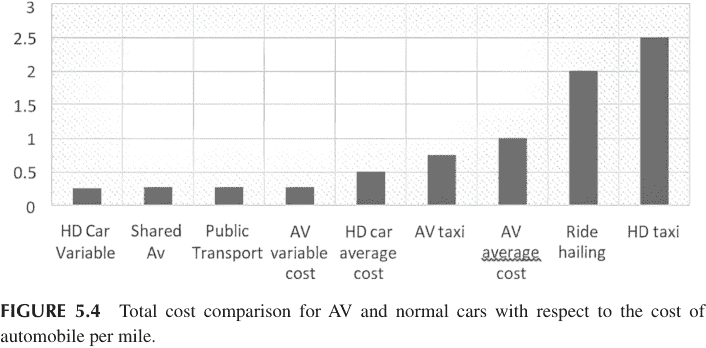 3
2.5
2
1.5
1
0.5
0
HD Car Shared Public AV HD car AV taxi AV Ride HD taxi
Variable Av Transport variable average average hailing
cost cost cost
FIGURE 5.4 Total cost comparison for AV and normal cars with respect to the cost of
automobile per mile.